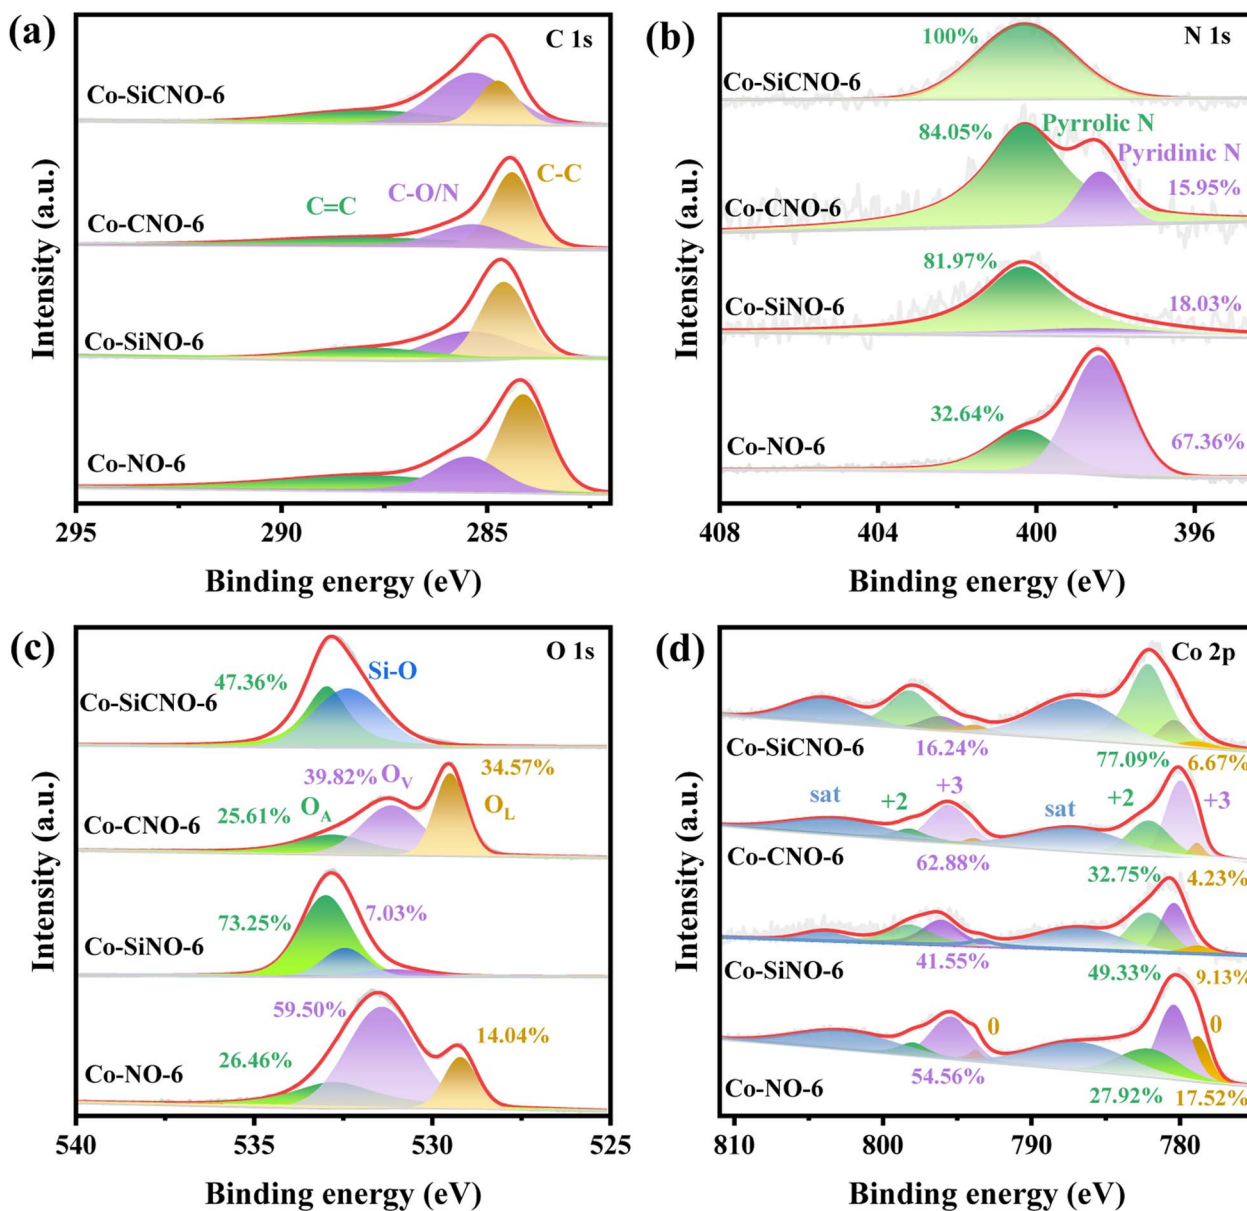 (a)
C 1s
Co-SiCNO-6
C=C
C-O/N
C-C
Co-CNO-6
Co-SiNO-6
Co-NO-6
Intensity (a.u.)
295
290
285
Binding energy (eV)
(b)
N 1s
100%
Co-SiCNO-6
84.05%
Pyrrolic N
Pyridinic N
15.95%
Co-CNO-6
81.97%
18.03%
Co-SiNO-6
32.64%
67.36%
Co-NO-6
Intensity (a.u.)
408
404
400
396
Binding energy (eV)
(c)
O 1s
47.36%
Si-O
Co-SiCNO-6
39.82%
O_V
34.57%
25.61%
O_A
O_L
Co-CNO-6
73.25%
7.03%
Co-SiNO-6
59.50%
14.04%
26.46%
Co-NO-6
Intensity (a.u.)
540
535
530
525
Binding energy (eV)
(d)
Co 2p
Co-SiCNO-6
16.24%
77.09%
6.67%
sat
+2
+3
sat
+2
+3
Co-CNO-6
62.88%
32.75%
4.23%
Co-SiNO-6
41.55%
49.33%
9.13%
0
0
Co-NO-6
54.56%
27.92%
17.52%
Intensity (a.u.)
810
800
790
780
Binding energy (eV)